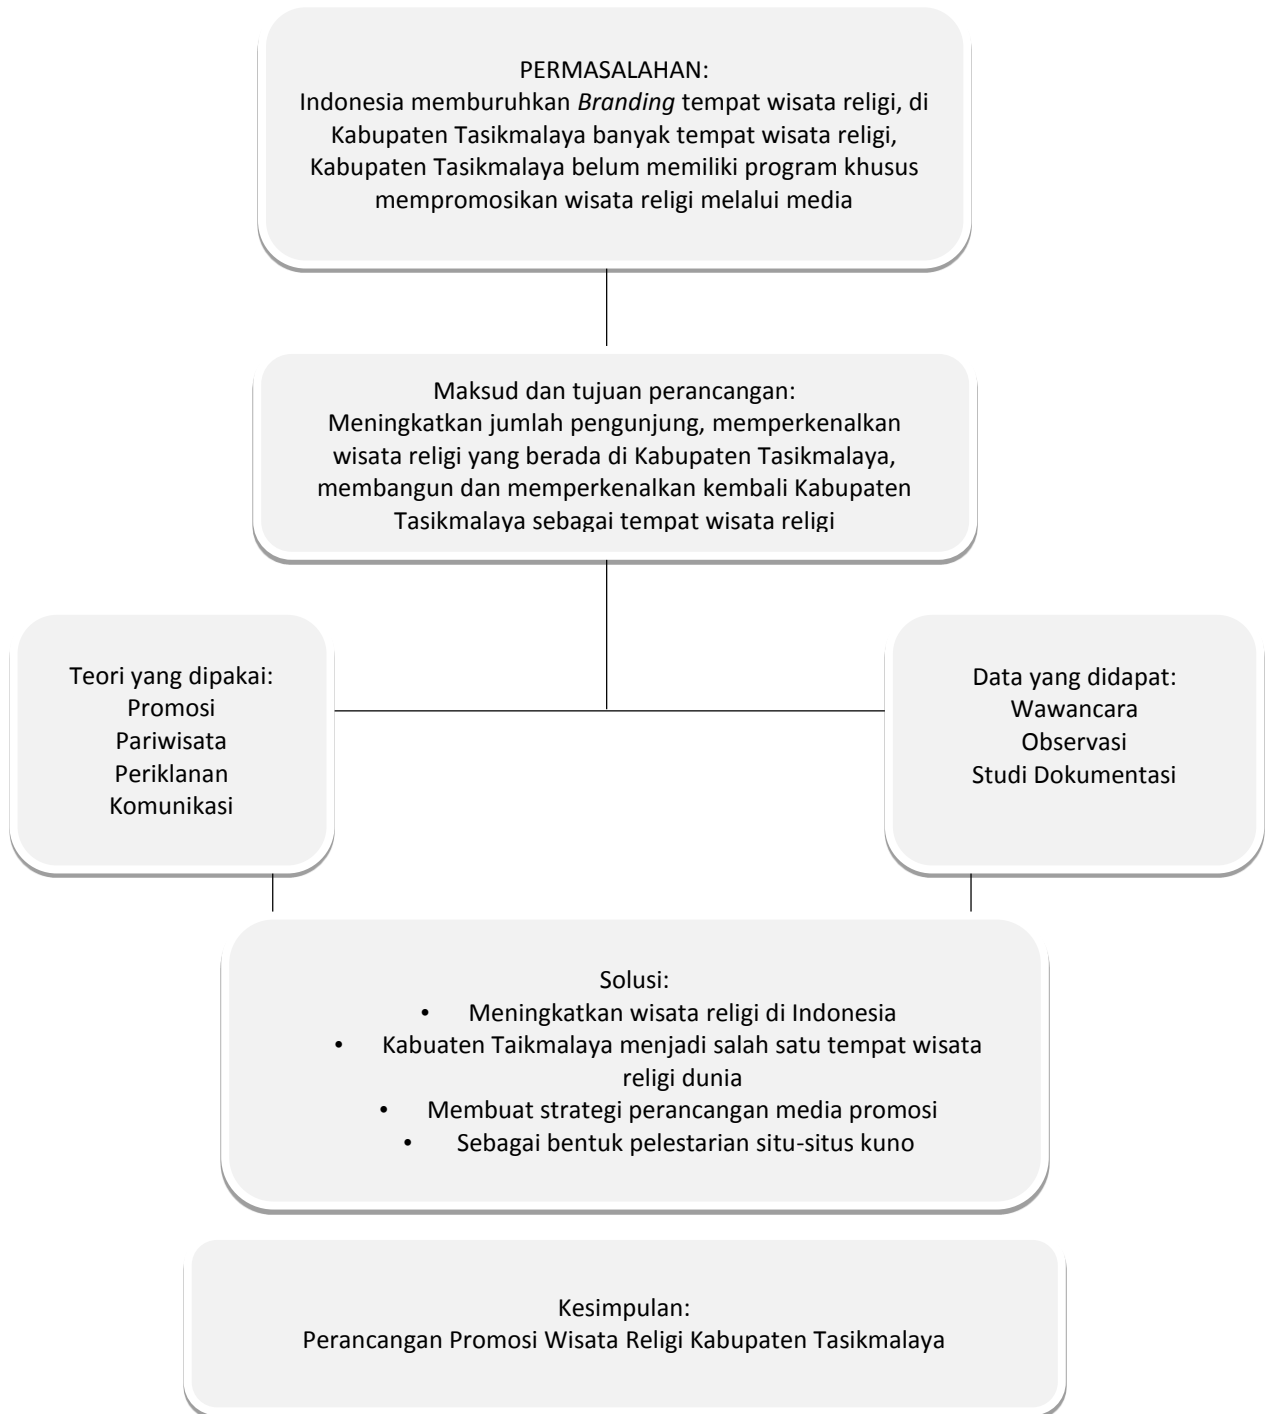 PERMASALAHAN:
Indonesia memburuhkan Branding tempat wisata religi, di
Kabupaten Tasikmalaya banyak tempat wisata religi,
Kabupaten Tasikmalaya belum memiliki program khusus
mempromosikan wisata religi melalui media
Maksud dan tujuan perancangan:
Meningkatkan jumlah pengunjung, memperkenalkan
wisata religi yang berada di Kabupaten Tasikmalaya,
membangun dan memperkenalkan kembali Kabupaten
Tasikmalaya sebagai tempat wisata religi
Teori yang dipakai:
Promosi
Pariwisata
Periklanan
Komunikasi
Data yang didapat:
Wawancara
Observasi
Studi Dokumentasi
Solusi:
• Meningkatkan wisata religi di Indonesia
• Kabuaten Taikmalaya menjadi salah satu tempat wisata
religi dunia
• Membuat strategi perancangan media promosi
• Sebagai bentuk pelestarian situ-situs kuno
Kesimpulan:
Perancangan Promosi Wisata Religi Kabupaten Tasikmalaya